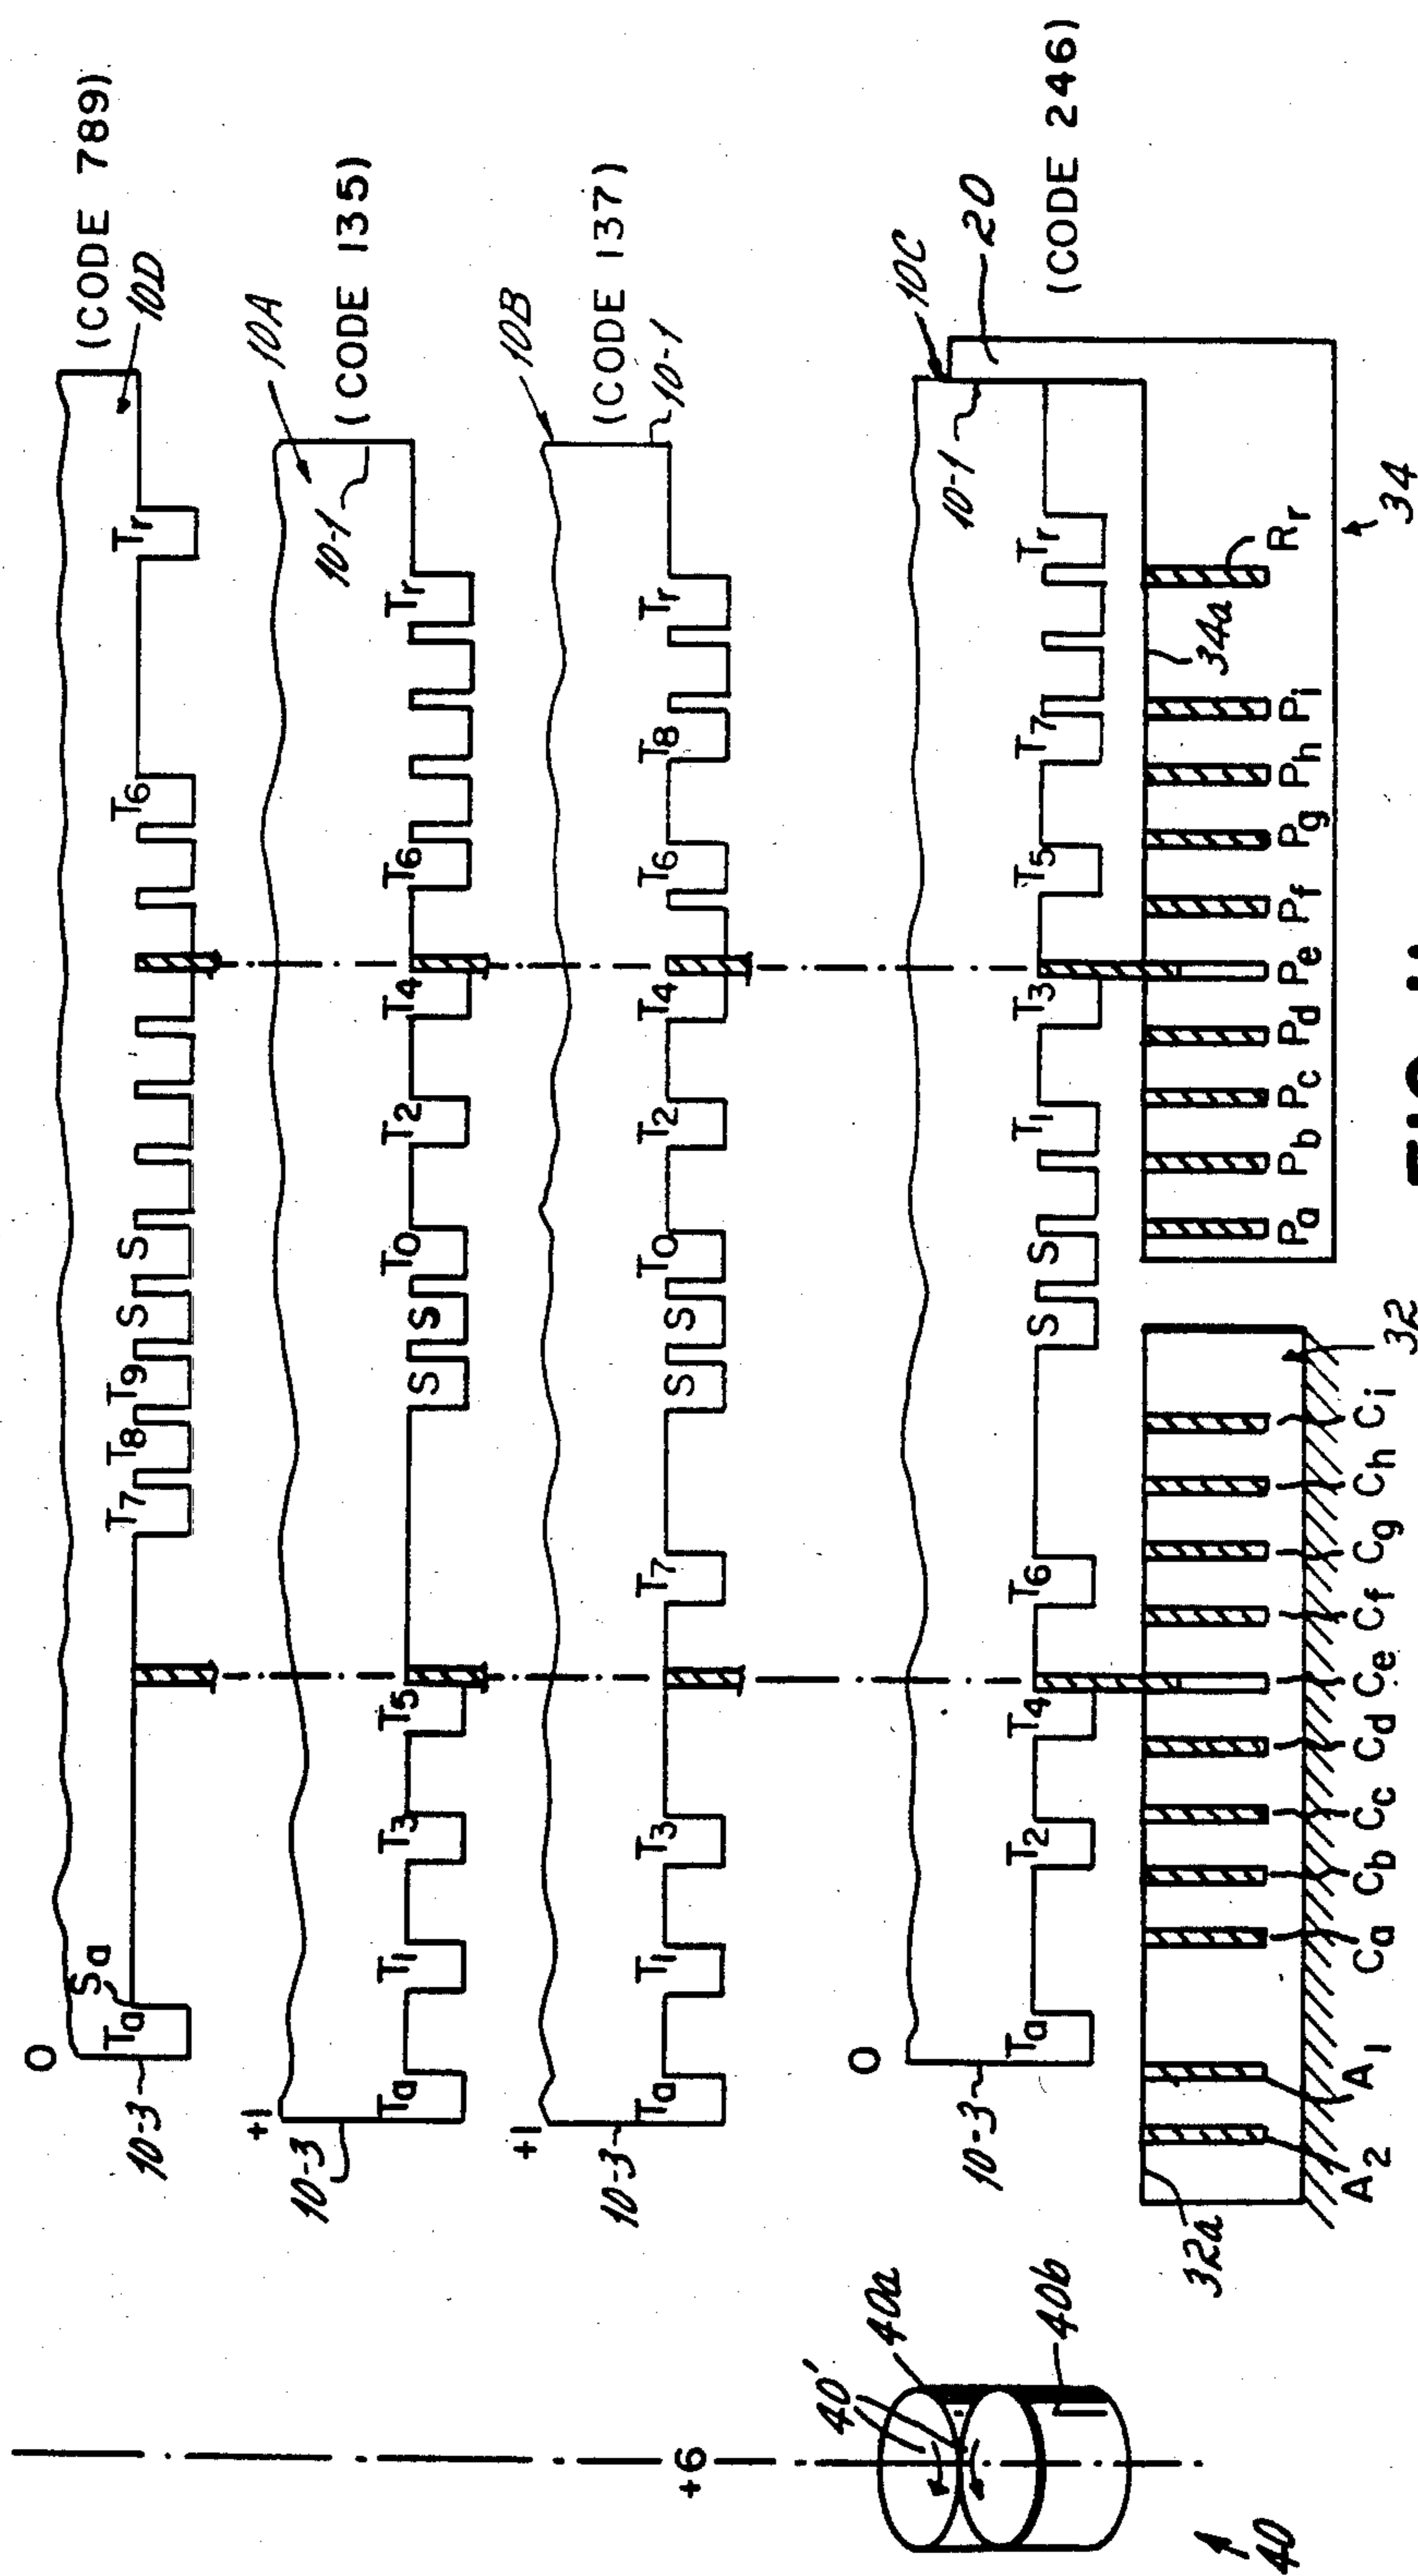 O
Sa
Ta
T7
T8
T9
S
S
T6
Tr
(CODE 789)
10D
10-3
+1
Ta
T1
T3
T5
S
S
T0
T2
T4
T6
Tr
10A
10-1
(CODE 135)
10-3
+1
Ta
T1
T3
T7
S
S
T0
T2
T4
T6
T8
Tr
10B
(CODE 137)
10-1
10-3
+6
O
Ta
T2
T4
T6
S
S
T1
T3
T5
T7
Tr
10C
10-1
20
(CODE 246)
10-3
40'
40a
40b
40
32a
A2
A1
Ca
Cb
Cc
Cd
Ce
Cf
Cg
Ch
Ci
32
Pa
Pb
Pc
Pd
Pe
Pf
Pg
Ph
Pi
34a
Rr
34